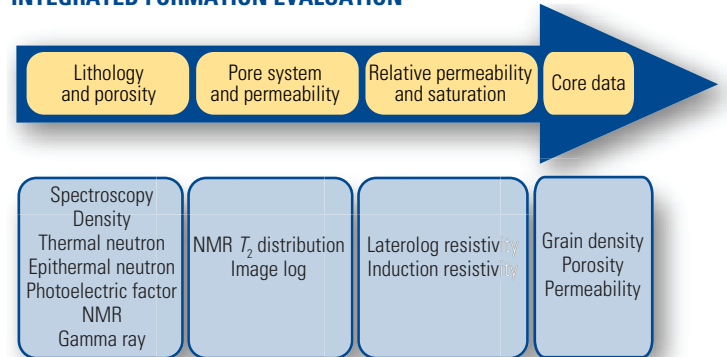 INTEGRATED FORMATION EVALUATION
Lithology
and porosity
Pore system
and permeability
Relative permeability
and saturation
Core data
Spectroscopy
Density
Thermal neutron
Epithermal neutron
Photoelectric factor
NMR
Gamma ray
NMR T2 distribution
Image log
Laterolog resistivity
Induction resistivity
Grain density
Porosity
Permeability